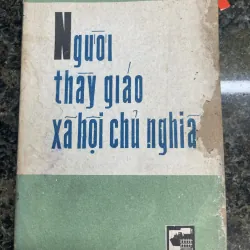 Người
thầy giáo
xã hội chủ nghĩa